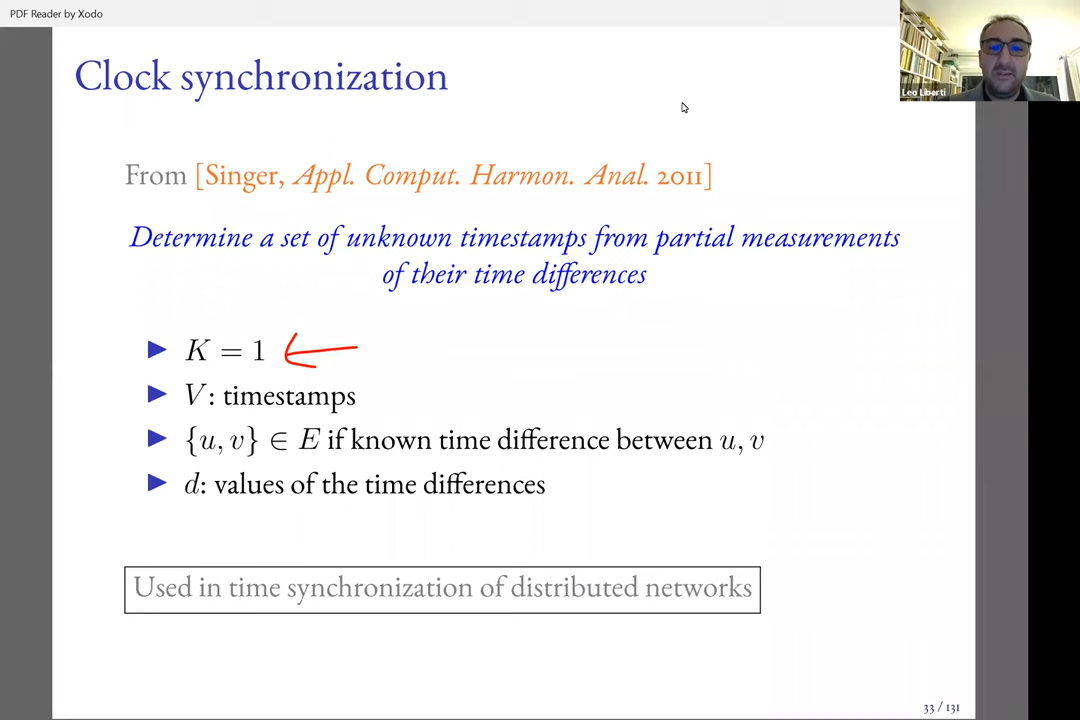 PDF Reader by Xodo
Clock synchronization
Leo Liberti
From [Singer, Appl. Comput. Harmon. Anal. 2011]
Determine a set of unknown timestamps from partial measurements
of their time differences
▶ K = 1
▶ V: timestamps
▶ {u, v} ∈ E if known time difference between u, v
▶ d: values of the time differences
Used in time synchronization of distributed networks
33 / 131